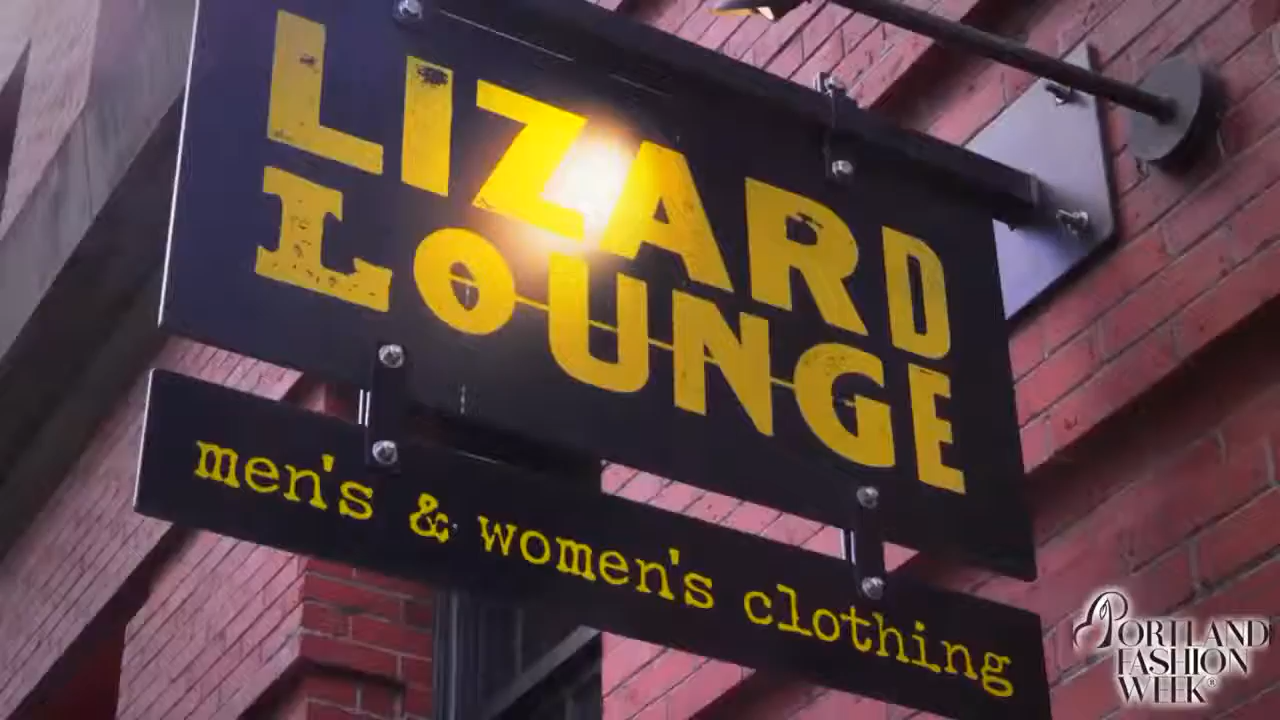 LIZARD
LOUNGE
men's & women's clothing
PORTLAND
FASHION
WEEK®